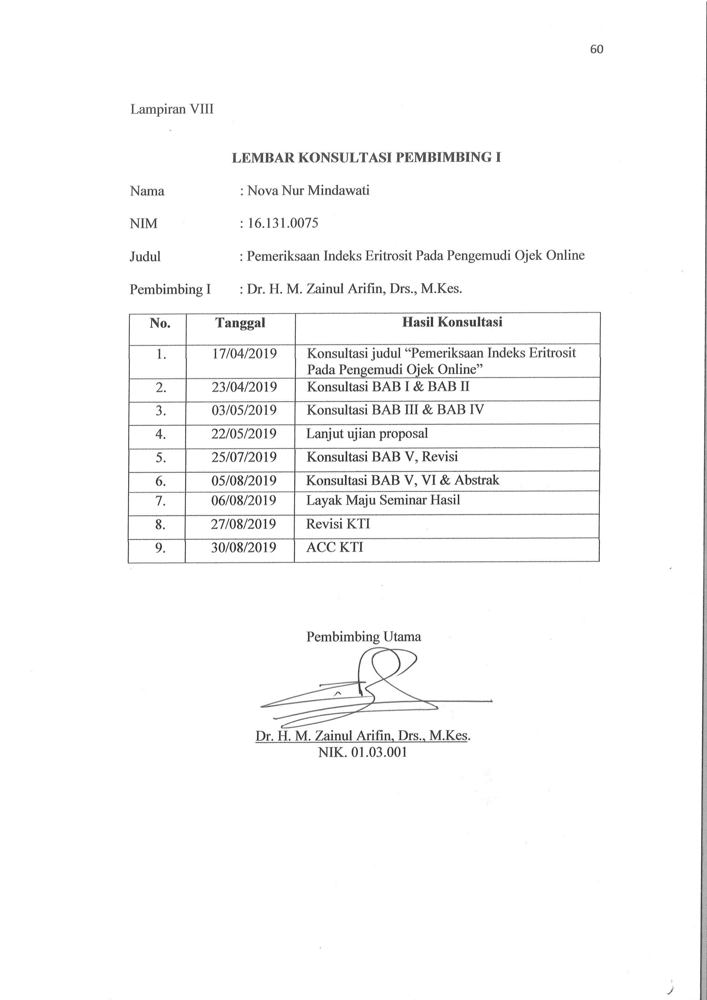 60
Lampiran VIII
LEMBAR KONSULTASI PEMBIMBING I
Nama : Nova Nur Mindawati
NIM : 16.131.0075
Judul : Pemeriksaan Indeks Eritrosit Pada Pengemudi Ojek Online
Pembimbing I : Dr. H. M. Zainul Arifin, Drs., M.Kes.
No. Tanggal Hasil Konsultasi
1. 17/04/2019 Konsultasi judul “Pemeriksaan Indeks Eritrosit
Pada Pengemudi Ojek Online”
2. 23/04/2019 Konsultasi BAB I & BAB II
3. 03/05/2019 Konsultasi BAB III & BAB IV
4. 22/05/2019 Lanjut ujian proposal
5. 25/07/2019 Konsultasi BAB V, Revisi
6. 05/08/2019 Konsultasi BAB V, VI & Abstrak
7. 06/08/2019 Layak Maju Seminar Hasil
8. 27/08/2019 Revisi KTI
9. 30/08/2019 ACC KTI
Pembimbing Utama
Dr. H. M. Zainul Arifin, Drs., M.Kes.
NIK. 01.03.001